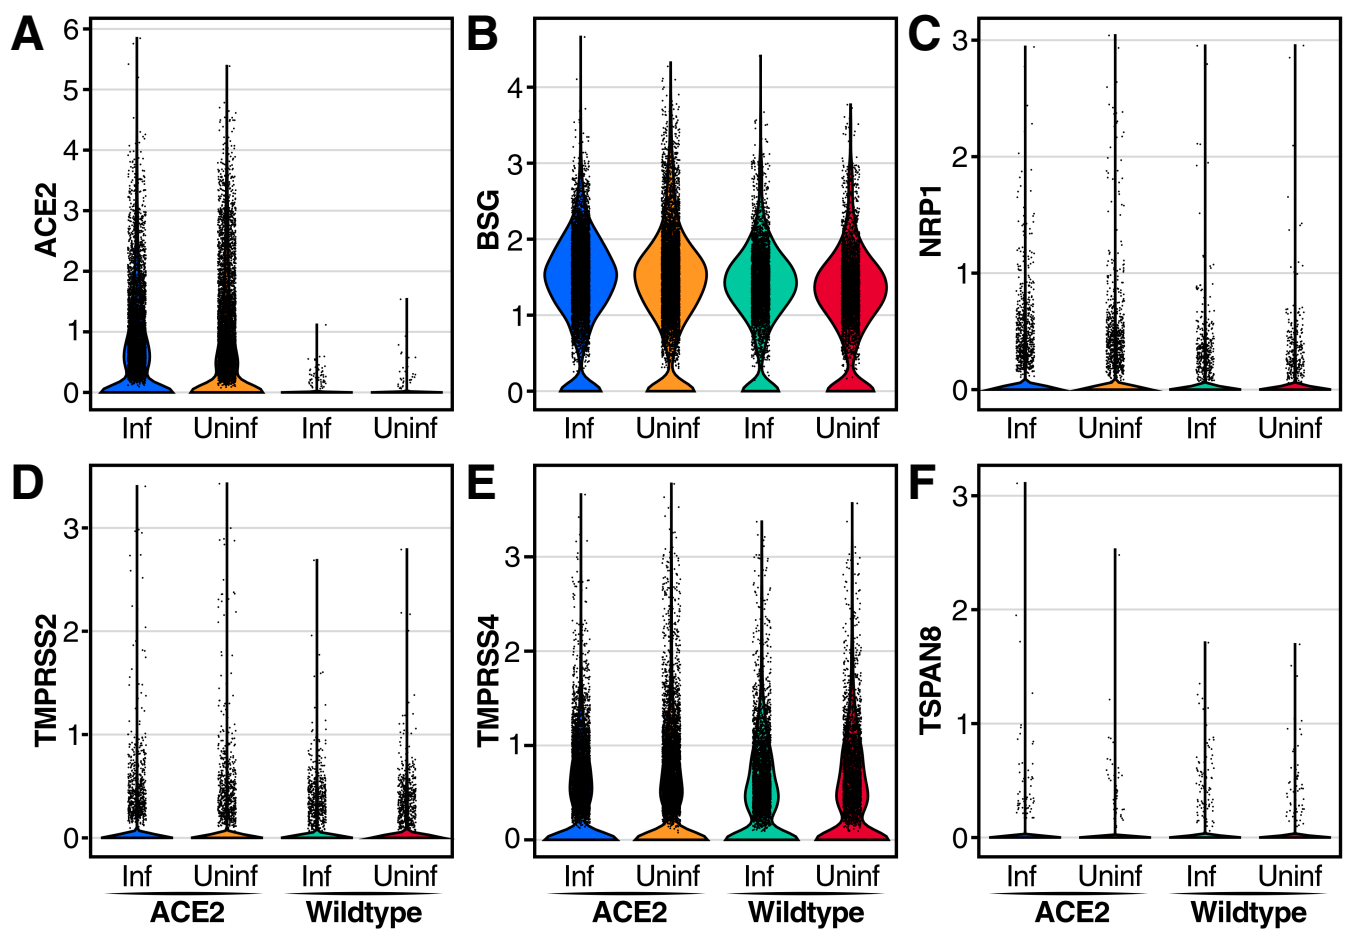 A
ACE2
6
5
4
3
2
1
0
Inf Uninf Inf Uninf
B
BSG
4
3
2
1
0
Inf Uninf Inf Uninf
C
NRP1
3
2
1
0
Inf Uninf Inf Uninf
D
TMPRSS2
3
2
1
0
Inf Uninf Inf Uninf
ACE2 Wildtype
E
TMPRSS4
3
2
1
0
Inf Uninf Inf Uninf
ACE2 Wildtype
F
TSPAN8
3
2
1
0
Inf Uninf Inf Uninf
ACE2 Wildtype